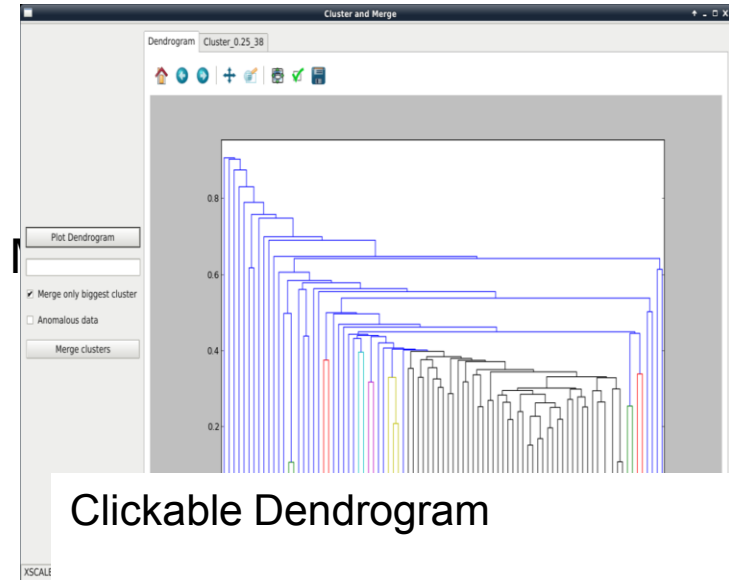 Cluster and Merge
Dendrogram Cluster_0.25_38
0.8
Plot Dendrogram
0.6
Merge only biggest cluster
Anomalous data
Merge clusters
0.4
0.2
Clickable Dendrogram
XSCALE